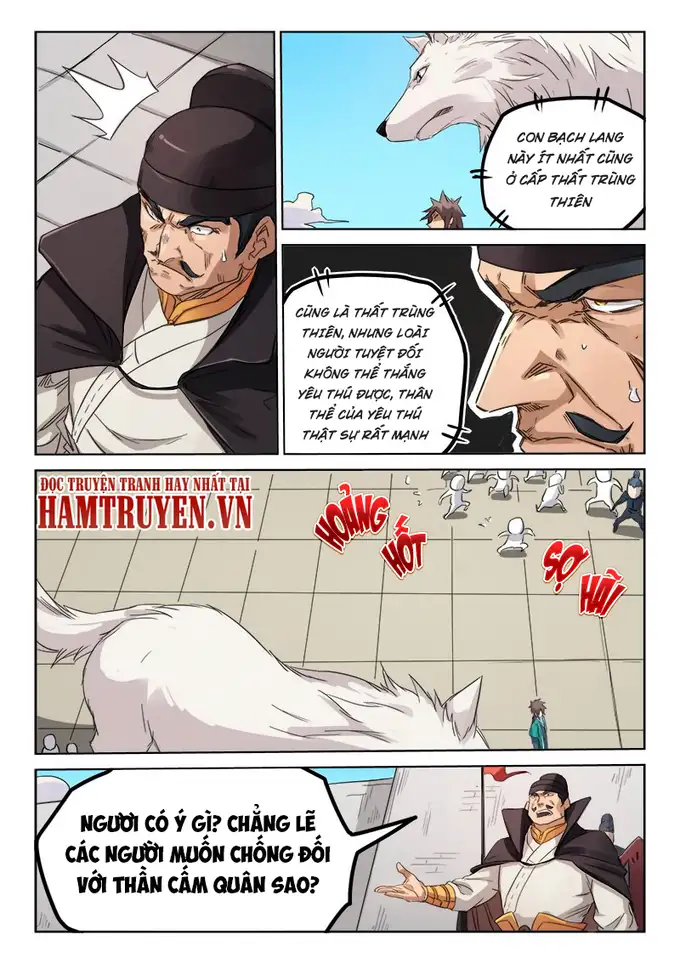 CON BẠCH LANG
NÀY ÍT NHẤT CŨNG
Ở CẤP THẤT TRÙNG
THIÊN
CŨNG LÀ THẤT TRÙNG
THIÊN, NHƯNG LOÀI
NGƯỜI TUYỆT ĐỐI
KHÔNG THỂ THẮNG
YÊU THÚ ĐƯỢC, THÂN
THỂ CỦA YÊU THÚ
THẬT SỰ RẤT MẠNH
ĐỌC TRUYỆN TRANH HAY NHẤT TẠI
HAMTRUYEN.VN
HOẢNG
HỐT
SỢ
HÃI
NGƯƠI CÓ Ý GÌ? CHẲNG LẼ
CÁC NGƯƠI MUỐN CHỐNG ĐỐI
VỚI THẦN CẤM QUÂN SAO?